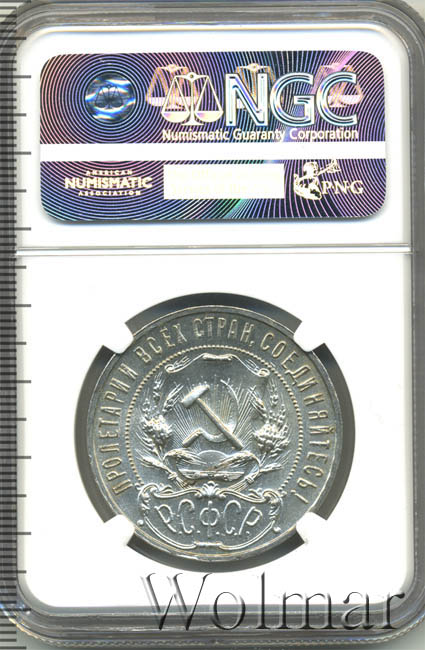 NGC
Numismatic Guaranty Corporation
AMERICAN
NUMISMATIC
ASSOCIATION
PNG
ПРОЛЕТАРИИ ВСЕХ СТРАН, СОЕДИНЯЙТЕСЬ!
Р.С.Ф.С.Р.
Wolmar